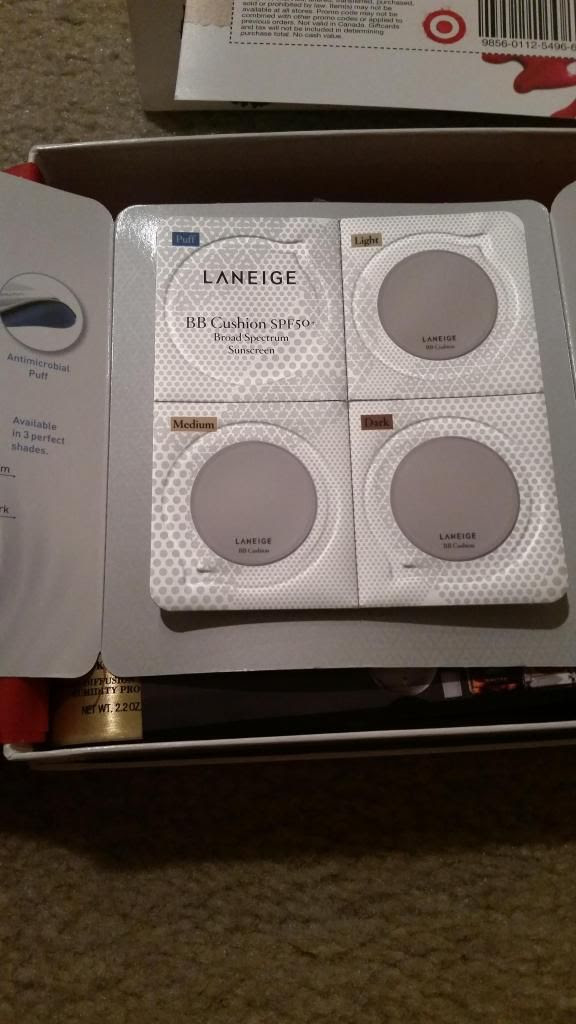 sold or prohibited by law. Item(s) may not be
available at all stores. Promo code may not be
combined with other promo codes or applied to
previous orders. Not valid in Canada. Giftcards
and tax will not be included in determining
purchase total. No cash value.
9856-0112-5496-6
Puff
LANEIGE
BB Cushion SPF50+
Broad Spectrum
Sunscreen
Light
LANEIGE
BB Cushion
Antimicrobial
Puff
Available
in 3 perfect
shades.
Medium
LANEIGE
BB Cushion
Dark
LANEIGE
BB Cushion
NET WT. 2.2 OZ.